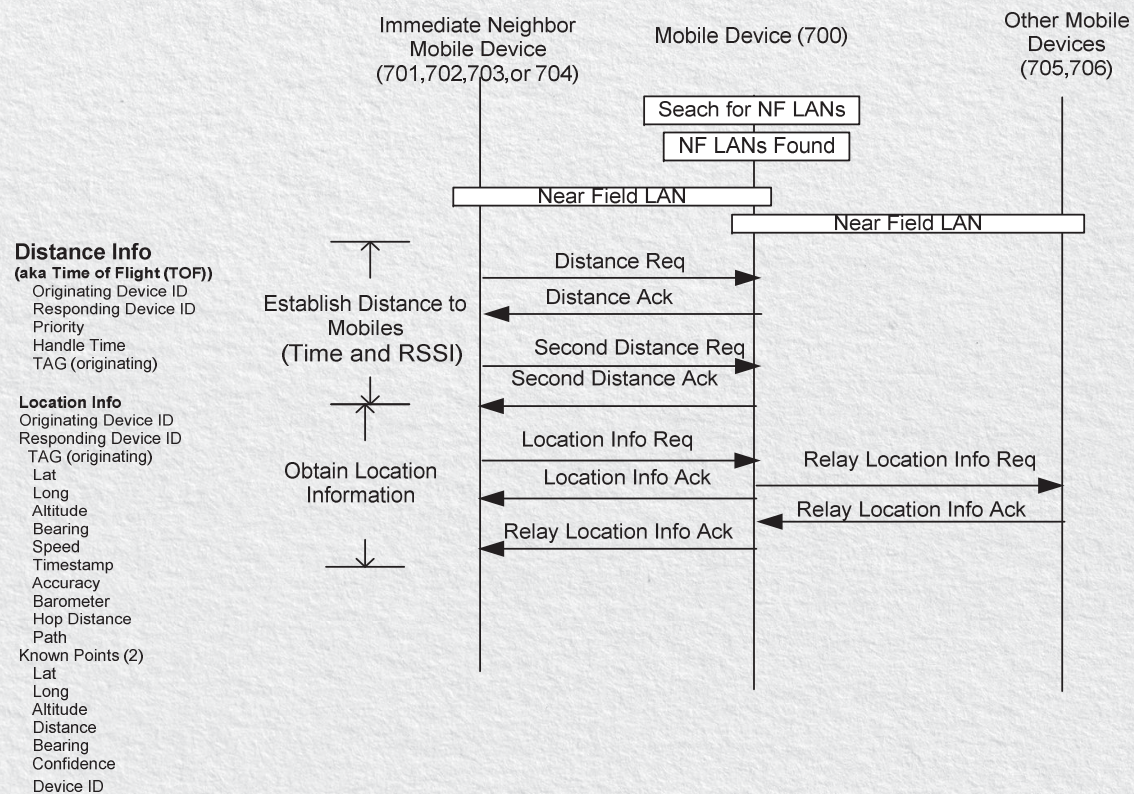 Immediate Neighbor
Mobile Device
(701,702,703,or 704)
Mobile Device (700)
Other Mobile
Devices
(705,706)
Seach for NF LANs
NF LANs Found
Near Field LAN
Near Field LAN
Distance Info
(aka Time of Flight (TOF))
Originating Device ID
Responding Device ID
Priority
Handle Time
TAG (originating)
Establish Distance to
Mobiles
(Time and RSSI)
Distance Req
Distance Ack
Second Distance Req
Second Distance Ack
Location Info
Originating Device ID
Responding Device ID
TAG (originating)
Lat
Long
Altitude
Bearing
Speed
Timestamp
Accuracy
Barometer
Hop Distance
Path
Known Points (2)
Lat
Long
Altitude
Distance
Bearing
Confidence
Device ID
Obtain Location
Information
Location Info Req
Location Info Ack
Relay Location Info Req
Relay Location Info Ack
Relay Location Info Ack